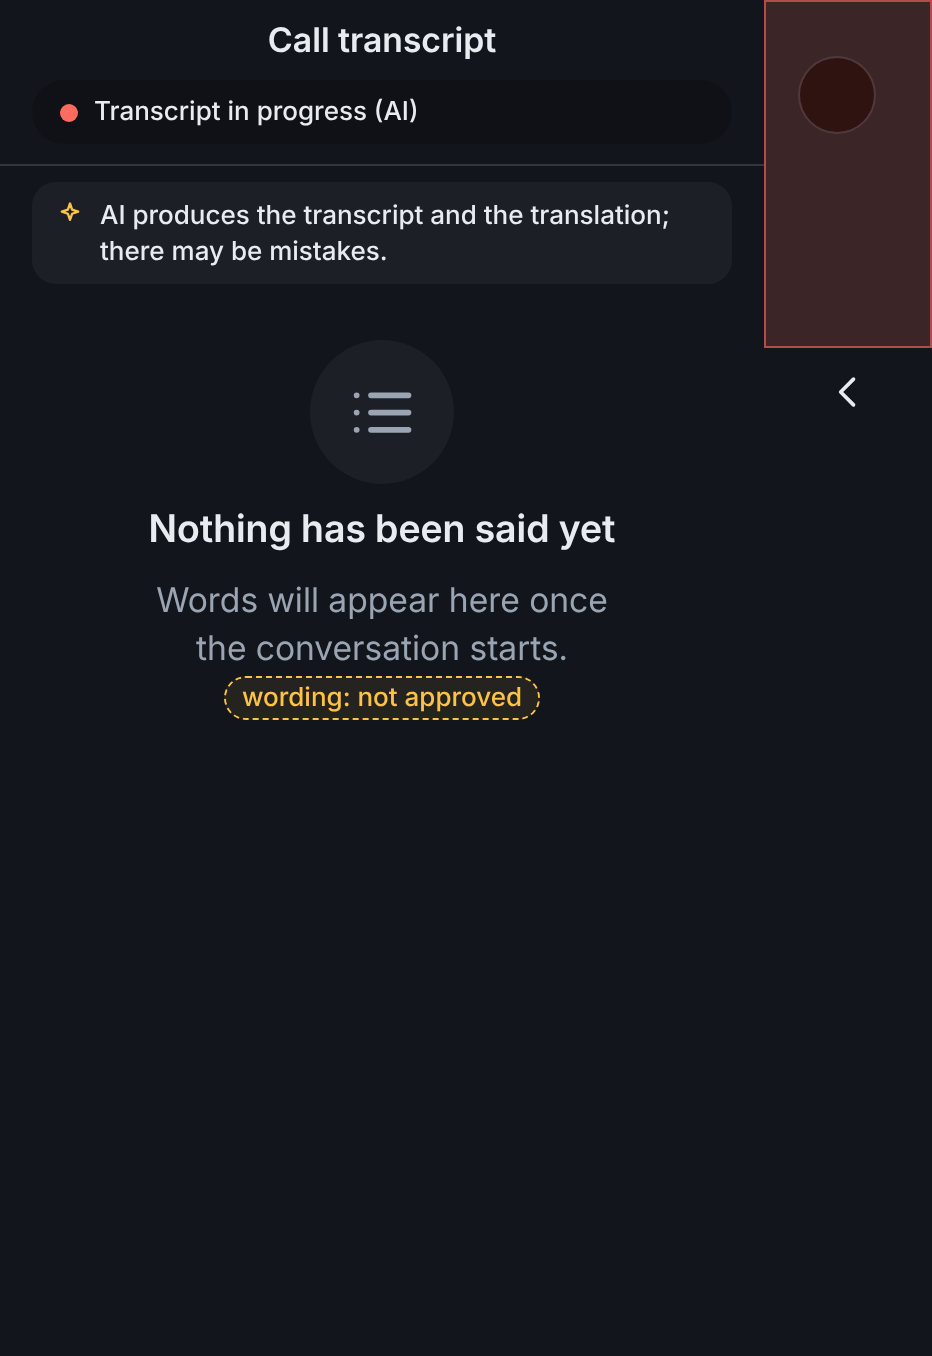 Call transcript
Transcript in progress (AI)
AI produces the transcript and the translation;
there may be mistakes.
Nothing has been said yet
Words will appear here once
the conversation starts.
wording: not approved